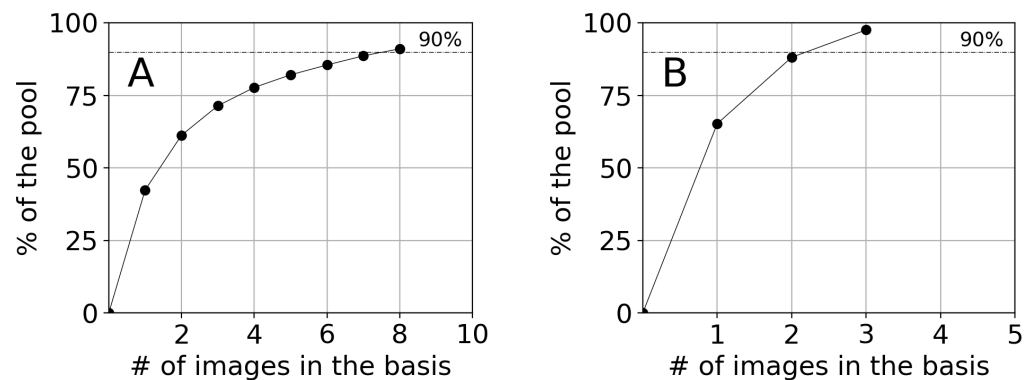 % of the pool
100
75
50
25
0
90%
A
2 4 6 8 10
# of images in the basis
% of the pool
100
75
50
25
0
90%
B
1 2 3 4 5
# of images in the basis